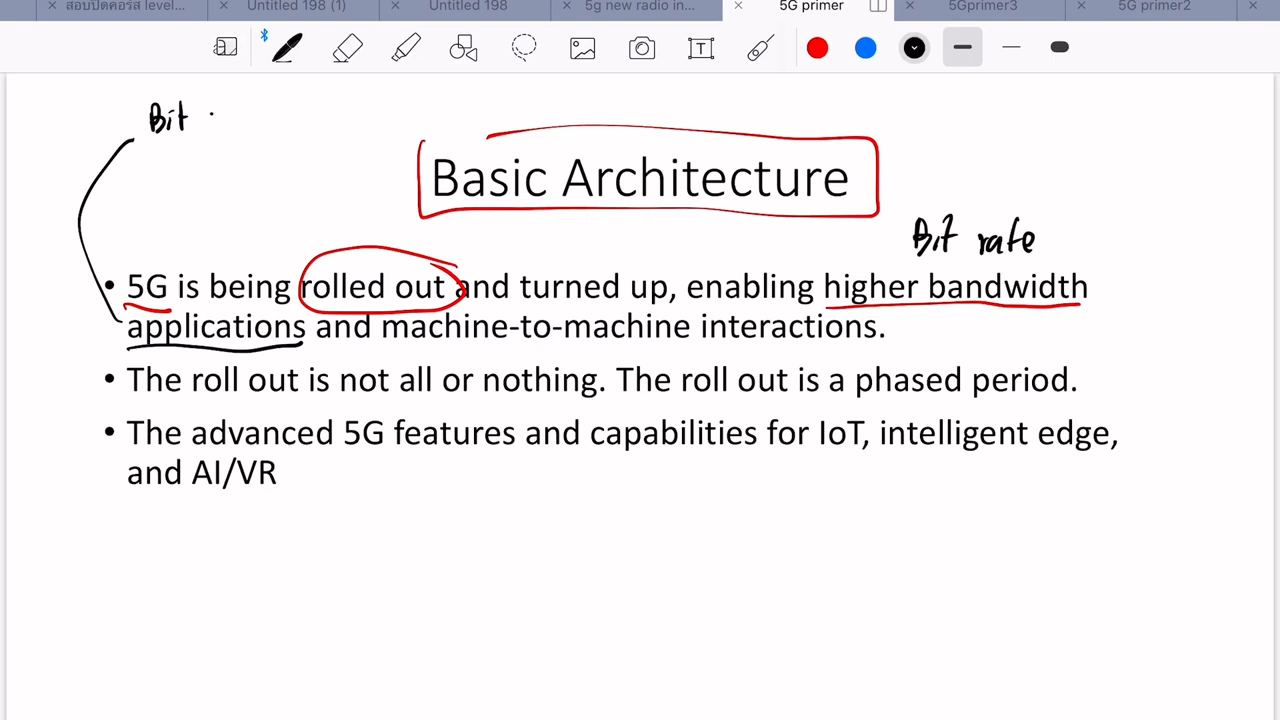 สอบปิดคอร์ส level...
Untitled 198 (1)
Untitled 198
5g new radio in...
5G primer
5Gprimer3
5G primer2
T
Bit
Basic Architecture
Bit rate
• 5G is being rolled out and turned up, enabling higher bandwidth
applications and machine-to-machine interactions.
• The roll out is not all or nothing. The roll out is a phased period.
• The advanced 5G features and capabilities for IoT, intelligent edge,
and AI/VR